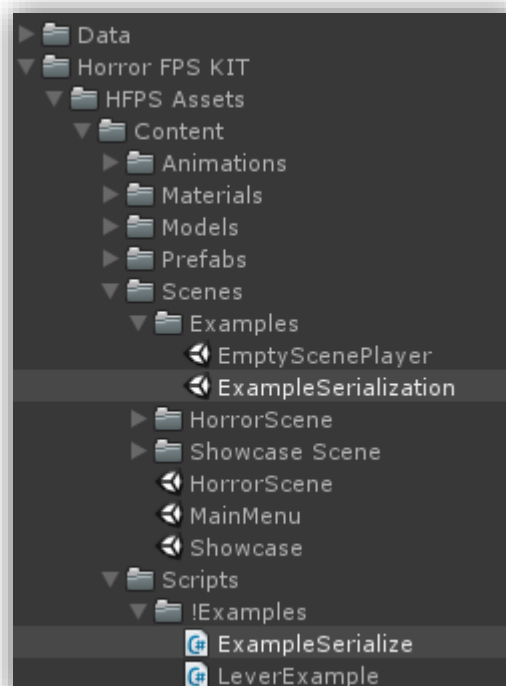 Data
Horror FPS KIT
HFPS Assets
Content
Animations
Materials
Models
Prefabs
Scenes
Examples
EmptyScenePlayer
ExampleSerialization
HorrorScene
Showcase Scene
HorrorScene
MainMenu
Showcase
Scripts
!Examples
ExampleSerialize
LeverExample